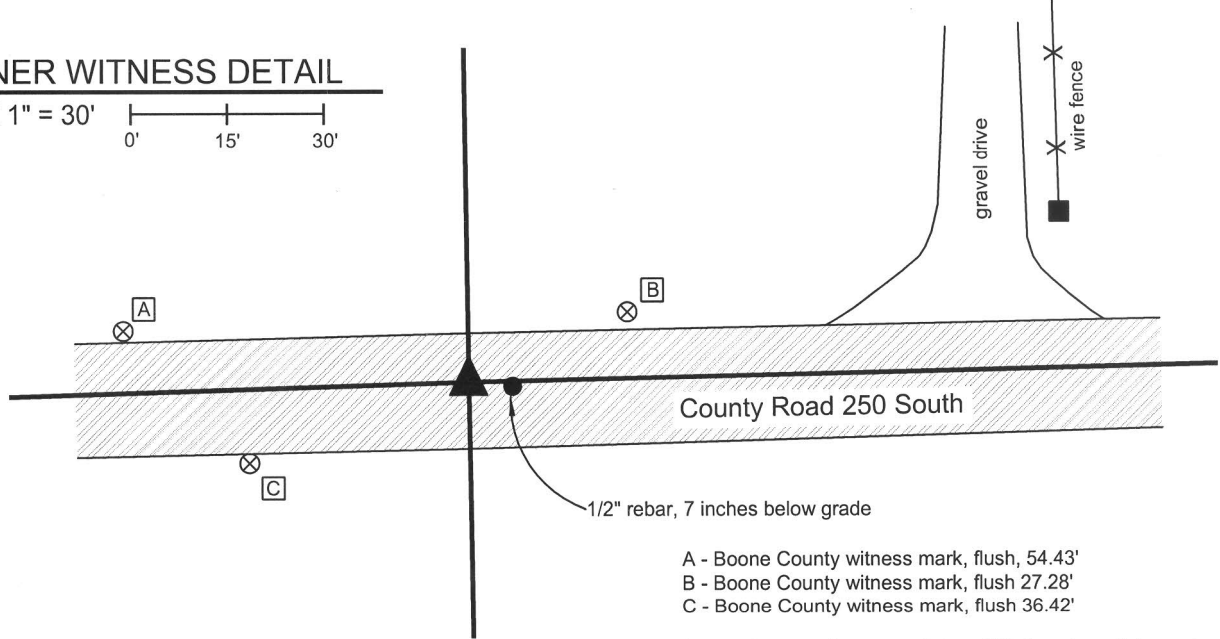 NER WITNESS DETAIL
1" = 30'
0' 15' 30'
wire fence
gravel drive
A
B
County Road 250 South
C
1/2" rebar, 7 inches below grade
A - Boone County witness mark, flush, 54.43'
B - Boone County witness mark, flush 27.28'
C - Boone County witness mark, flush 36.42'